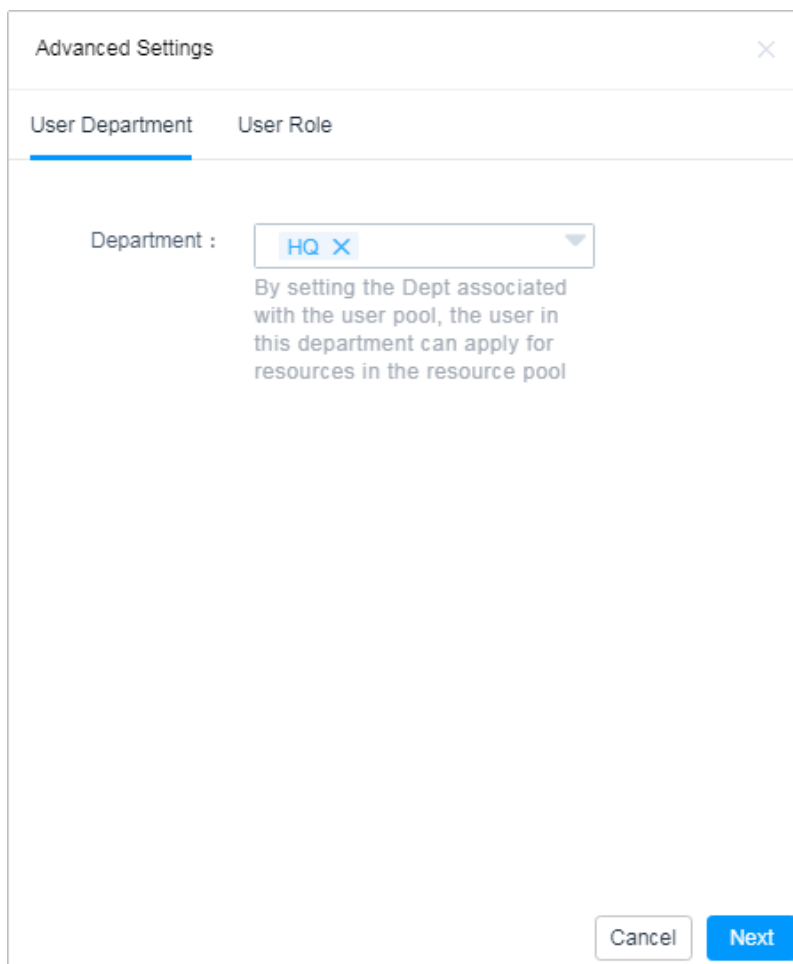 Advanced Settings
User Department User Role
Department : HQ
By setting the Dept associated
with the user pool, the user in
this department can apply for
resources in the resource pool
Cancel Next